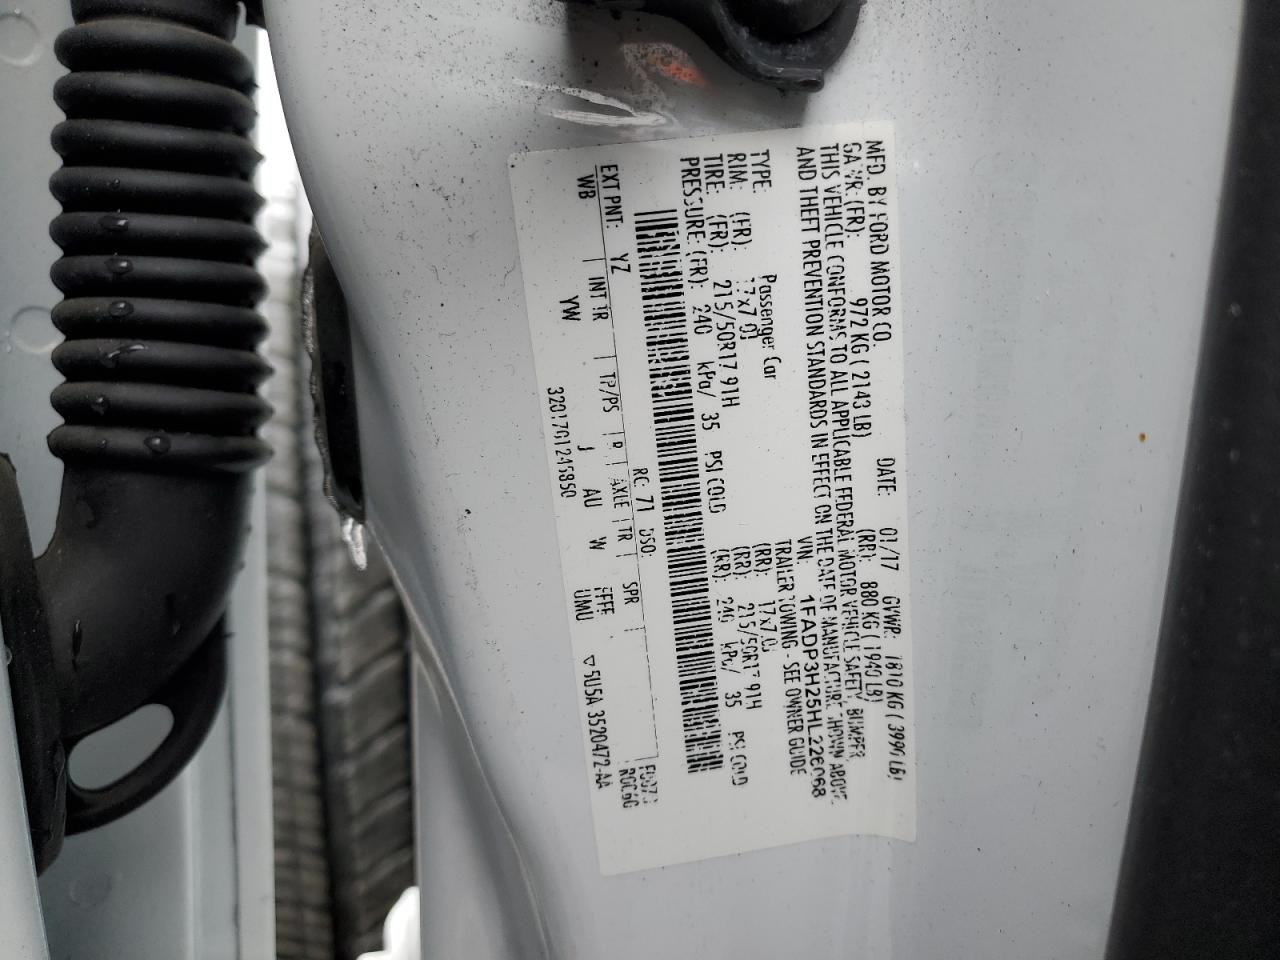 MFD. BY FORD MOTOR CO. DATE: 01/17 GVWR: 1810 KG ( 3990 LB)
(FR): 972 KG ( 2143 LB) (RR): 880 KG ( 1940 LB)
THIS VEHICLE CONFORMS TO ALL APPLICABLE FEDERAL MOTOR VEHICLE SAFETY, BUMPER,
AND THEFT PREVENTION STANDARDS IN EFFECT ON THE DATE OF MANUFACTURE SHOWN ABOVE.
VIN: 1FADP3H25HL226068
TYPE: Passenger Car TRAILER TOWING - SEE OWNER GUIDE
RIM: (FR): 17x7.0J (RR): 17x7.0J
TIRE: (FR): 215/50R17 91H (RR): 215/50R17 91H
PRESSURE: (FR): 240 kPa/ 35 PSI COLD (RR): 240 kPa/ 35 PSI COLD
EXT PNT: YZ RC: 71 DSO:
WB INT TR TP/PS R AXLE TR SPR
YW J AU W
UMU 5U5A 3520472-AA